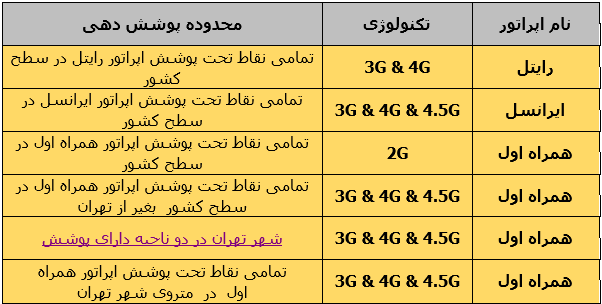 نام اپراتور تکنولوژی محدوده پوشش دهی
رایتل 3G & 4G تمامی نقاط تحت پوشش اپراتور رایتل در سطح
کشور
ایرانسل 3G & 4G & 4.5G تمامی نقاط تحت پوشش اپراتور ایرانسل در
سطح کشور
همراه اول 2G تمامی نقاط تحت پوشش اپراتور همراه اول در
سطح کشور
همراه اول 3G & 4G & 4.5G تمامی نقاط تحت پوشش اپراتور همراه اول در
سطح کشور بغیر از تهران
همراه اول 3G & 4G & 4.5G شهر تهران در دو ناحیه دارای پوشش
همراه اول 3G & 4G & 4.5G تمامی نقاط تحت پوشش اپراتور همراه
اول در متروی شهر تهران